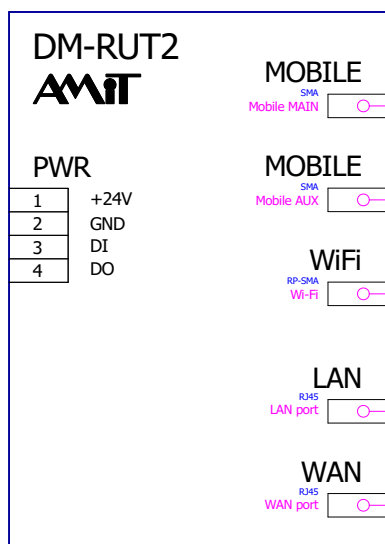 DM-RUT2
AMiT
MOBILE
SMA
Mobile MAIN
PWR
1 +24V
2 GND
3 DI
4 DO
MOBILE
SMA
Mobile AUX
WiFi
RP-SMA
Wi-Fi
LAN
RJ45
LAN port
WAN
RJ45
WAN port